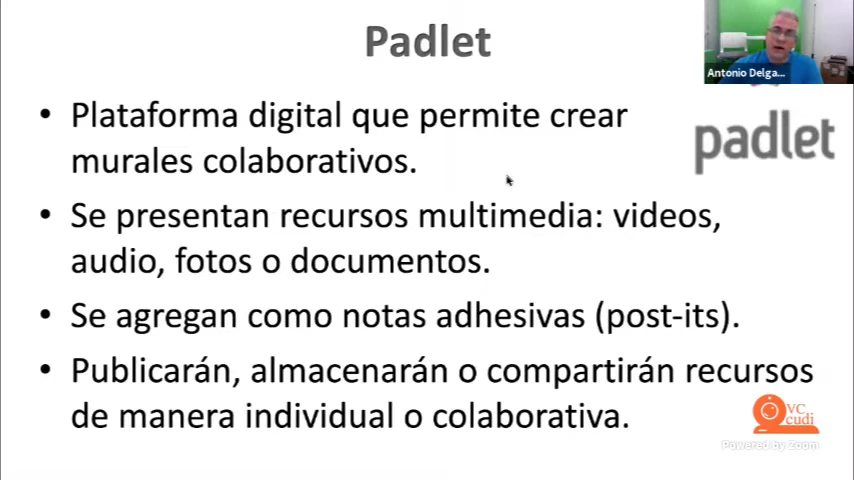 Padlet
Antonio Delga...
padlet
• Plataforma digital que permite crear
murales colaborativos.
• Se presentan recursos multimedia: videos,
audio, fotos o documentos.
• Se agregan como notas adhesivas (post-its).
• Publicarán, almacenarán o compartirán recursos
de manera individual o colaborativa.
VC
cudi
Powered by Zoom